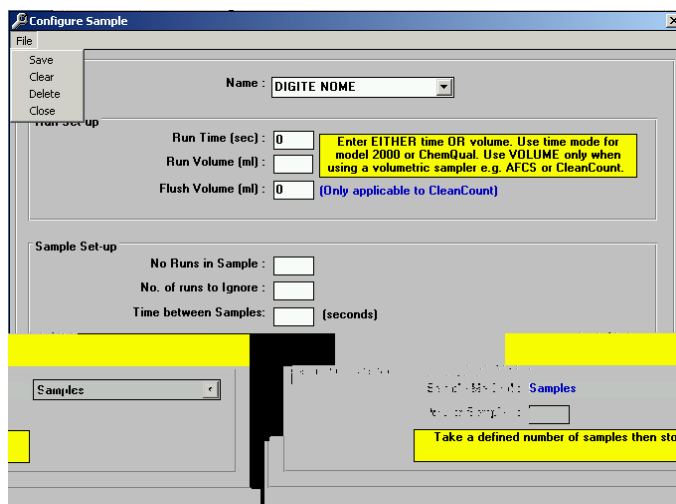 Configure Sample
File
Save
Clear
Delete
Close
Name : DIGITE NOME
Run Set-up
Run Time (sec) : 0
Enter EITHER time OR volume. Use time mode for
model 2000 or ChemQual. Use VOLUME only when
using a volumetric sampler e.g. AFCS or CleanCount.
Run Volume (ml) :
Flush Volume (ml) : 0 (Only applicable to CleanCount)
Sample Set-up
No Runs in Sample :
No. of runs to Ignore :
Time between Samples: (seconds)
Samples
Samples
Take a defined number of samples then sto